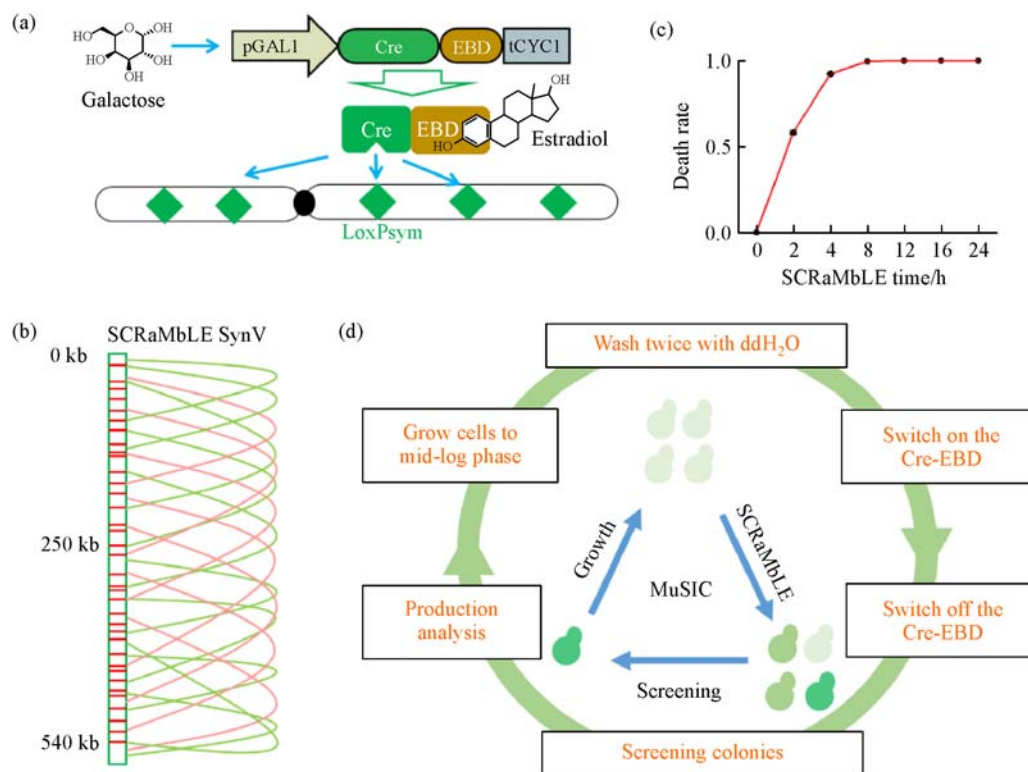 (a)
OH
HO
O
OH
HO
OH
OH
Galactose
pGAL1
Cre
EBD
tCYC1
Cre
EBD
OH
HO
Estradiol
LoxPsym
(c)
Death rate
1.0
0.5
0.0
0 2 4 8 12 16 24
SCRaMbLE time/h
(b)
SCRaMbLE SynV
0 kb
250 kb
540 kb
(d)
Wash twice with ddH2O
Grow cells to
mid-log phase
Switch on the
Cre-EBD
Growth
SCRaMbLE
MuSIC
Production
analysis
Switch off the
Cre-EBD
Screening
Screening colonics